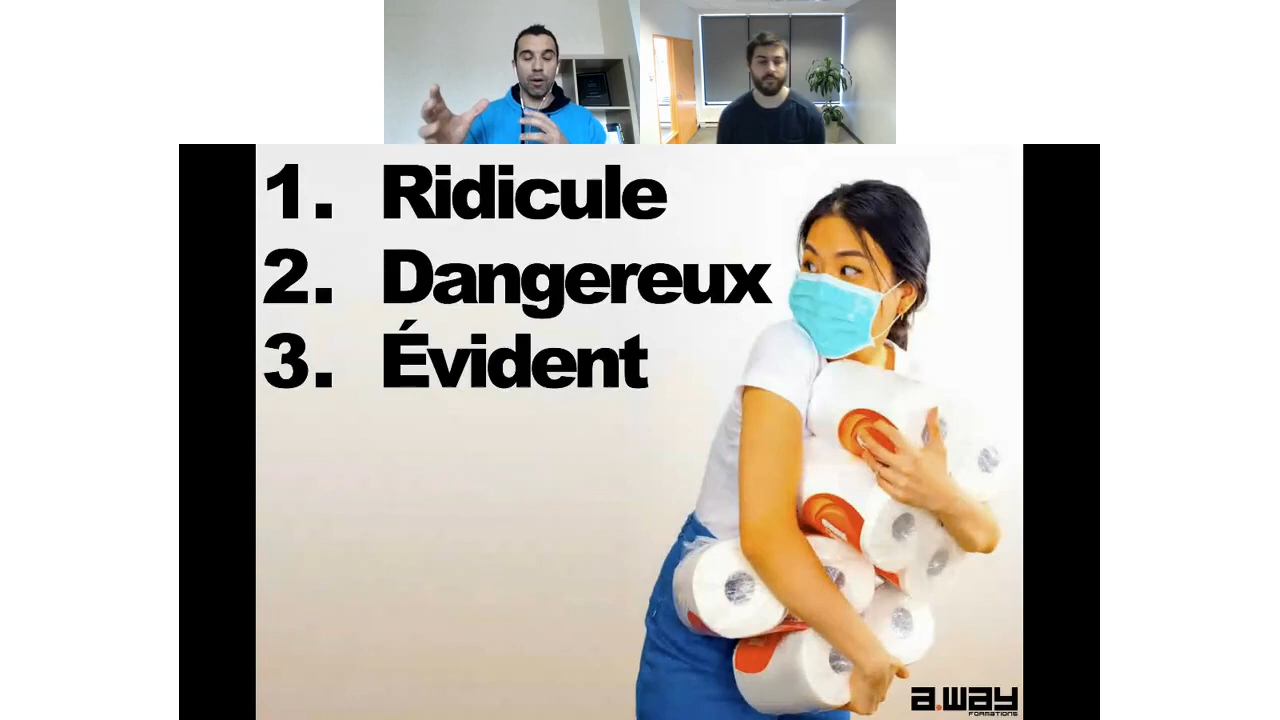 1. Ridicule
2. Dangereux
3. Évident
a.way
FORMATIONS